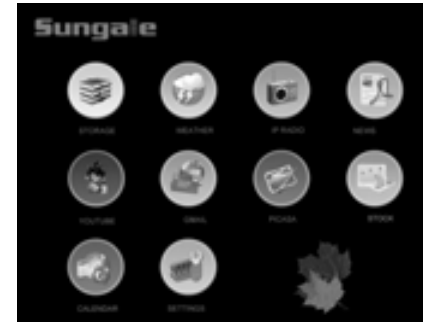 Sungale
STORAGE WEATHER IP RADIO NEWS
YOUTUBE GMAIL PICASA STOCK
CALENDAR SETTINGS